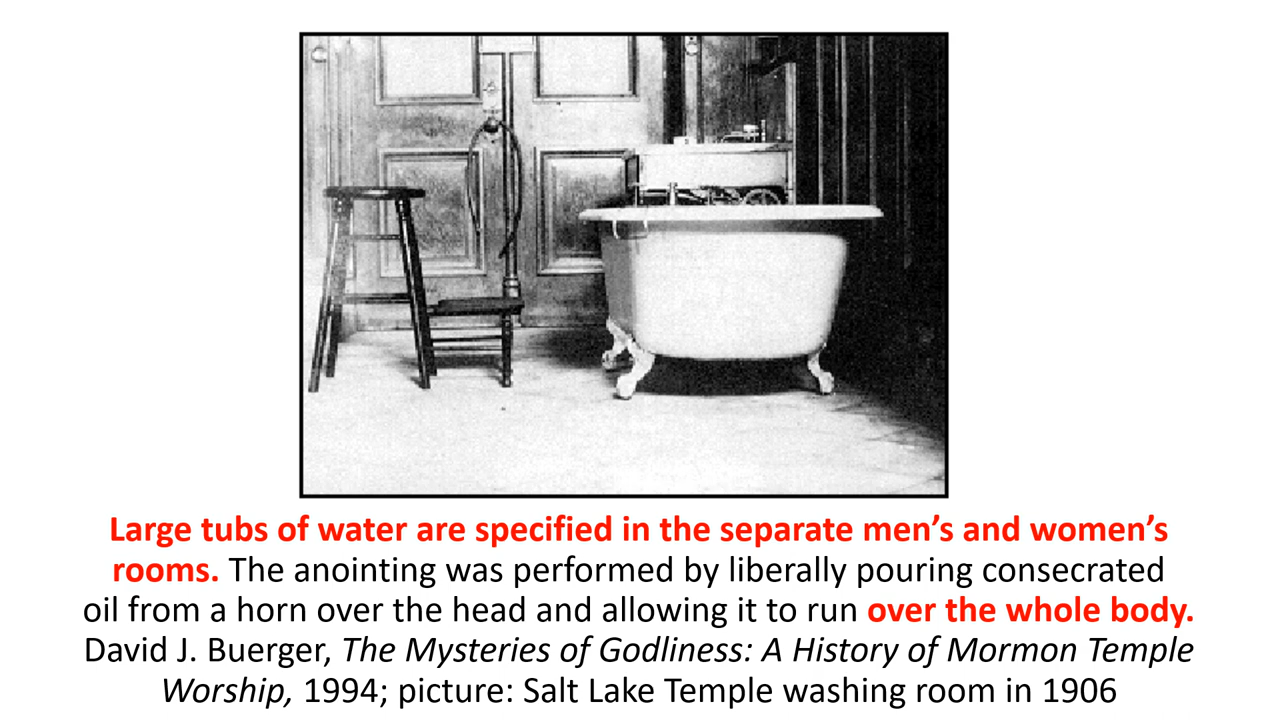 Large tubs of water are specified in the separate men’s and women’s
rooms. The anointing was performed by liberally pouring consecrated
oil from a horn over the head and allowing it to run over the whole body.
David J. Buerger, The Mysteries of Godliness: A History of Mormon Temple
Worship, 1994; picture: Salt Lake Temple washing room in 1906